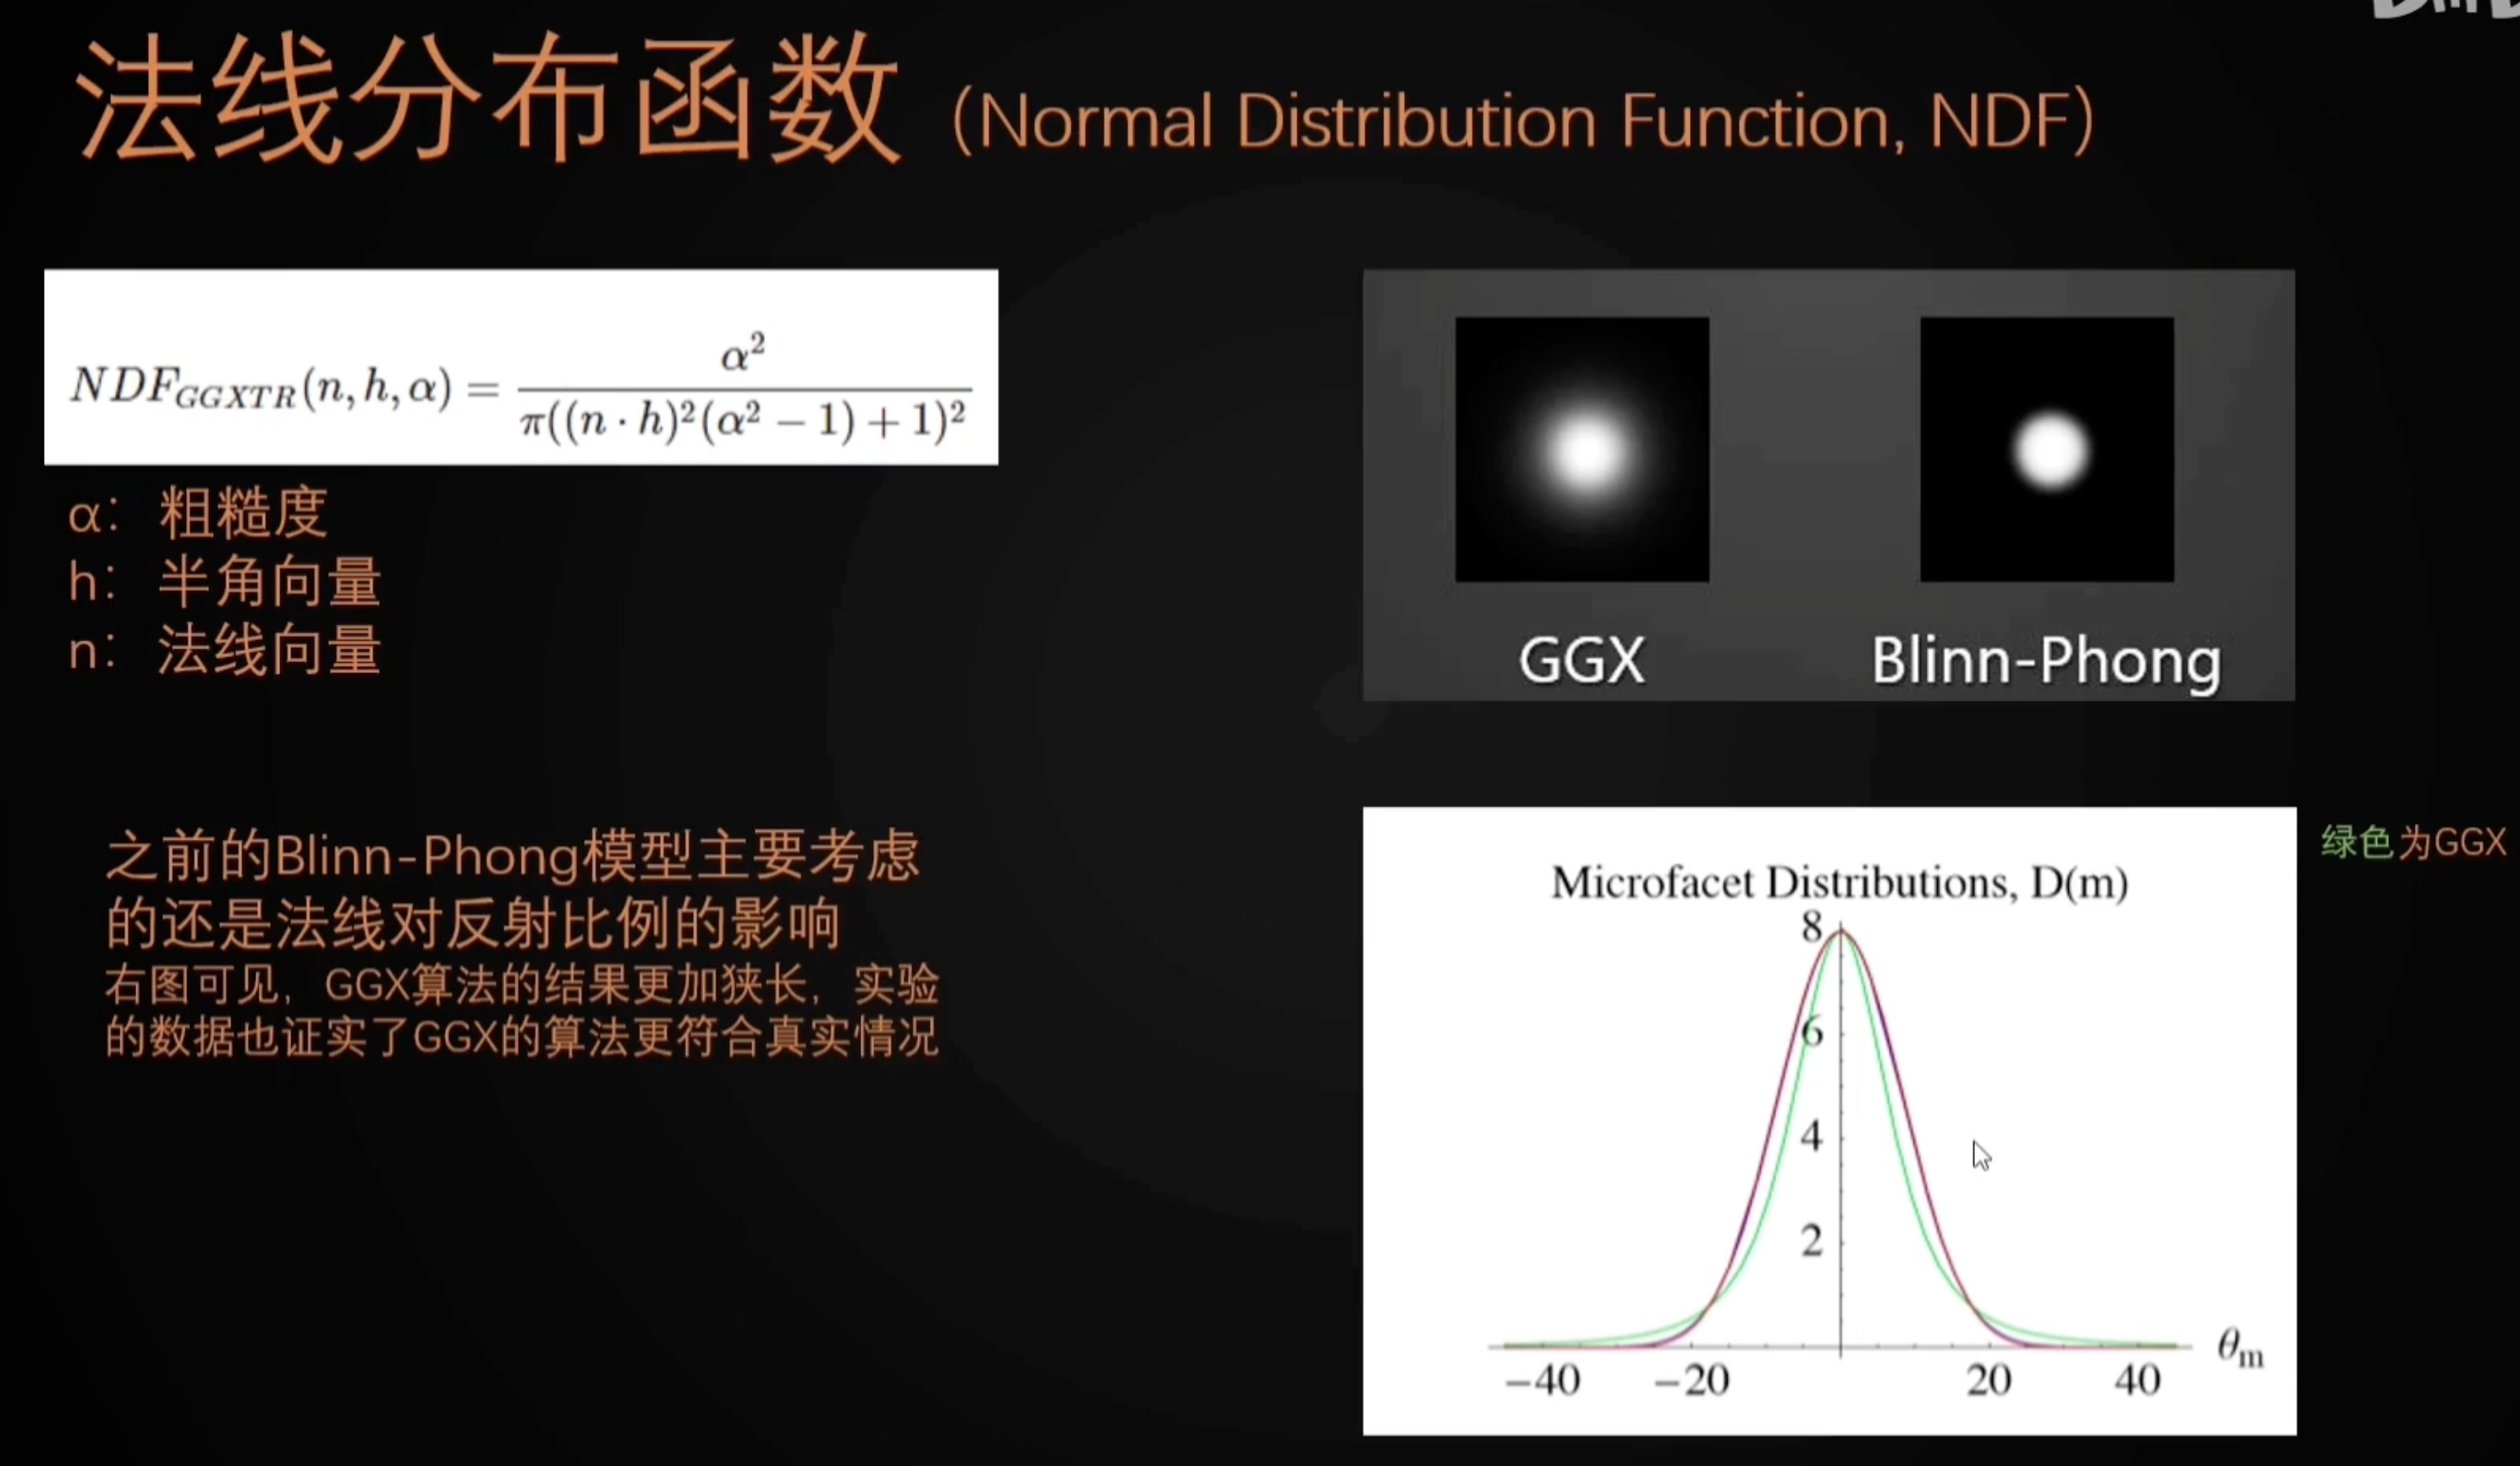 法线分布函数 (Normal Distribution Function, NDF)
NDF_{GGXTR}(n, h, α) = \frac{α^2}{π((n · h)^2(α^2 − 1) + 1)^2}
α： 粗糙度
h： 半角向量
n： 法线向量
之前的Blinn-Phong模型主要考虑
的还是法线对反射比例的影响
右图可见，GGX算法的结果更加狭长，实验
的数据也证实了GGX的算法更符合真实情况
GGX Blinn-Phong
绿色为GGX
Microfacet Distributions, D(m)
8
6
4
2
−40 −20 20 40 θm